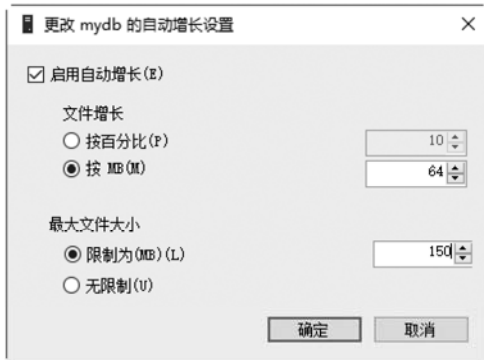 更改 mydb 的自动增长设置
启用自动增长(E)
文件增长
按百分比(P) 10
按 MB(M) 64
最大文件大小
限制为(MB)(L) 150
无限制(U)
确定 取消